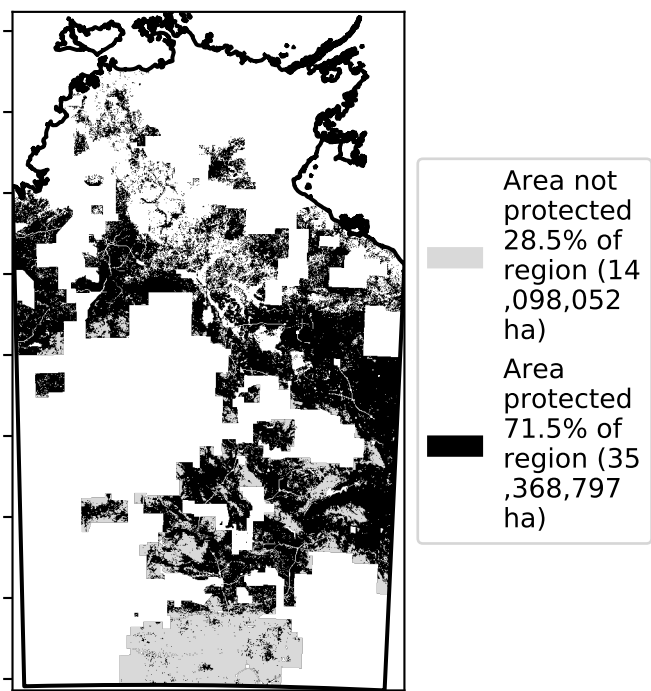 Area not
protected
28.5% of
region (14
,098,052
ha)
Area
protected
71.5% of
region (35
,368,797
ha)